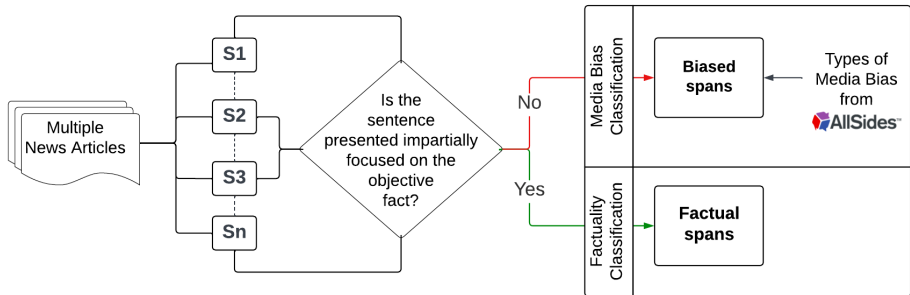 Multiple
News Articles
S1
S2
S3
Sn
Is the
sentence
presented impartially
focused on the
objective
fact?
No
Yes
Media Bias
Classification
Biased
spans
Types of
Media Bias
from
AllSides™
Factuality
Classification
Factual
spans